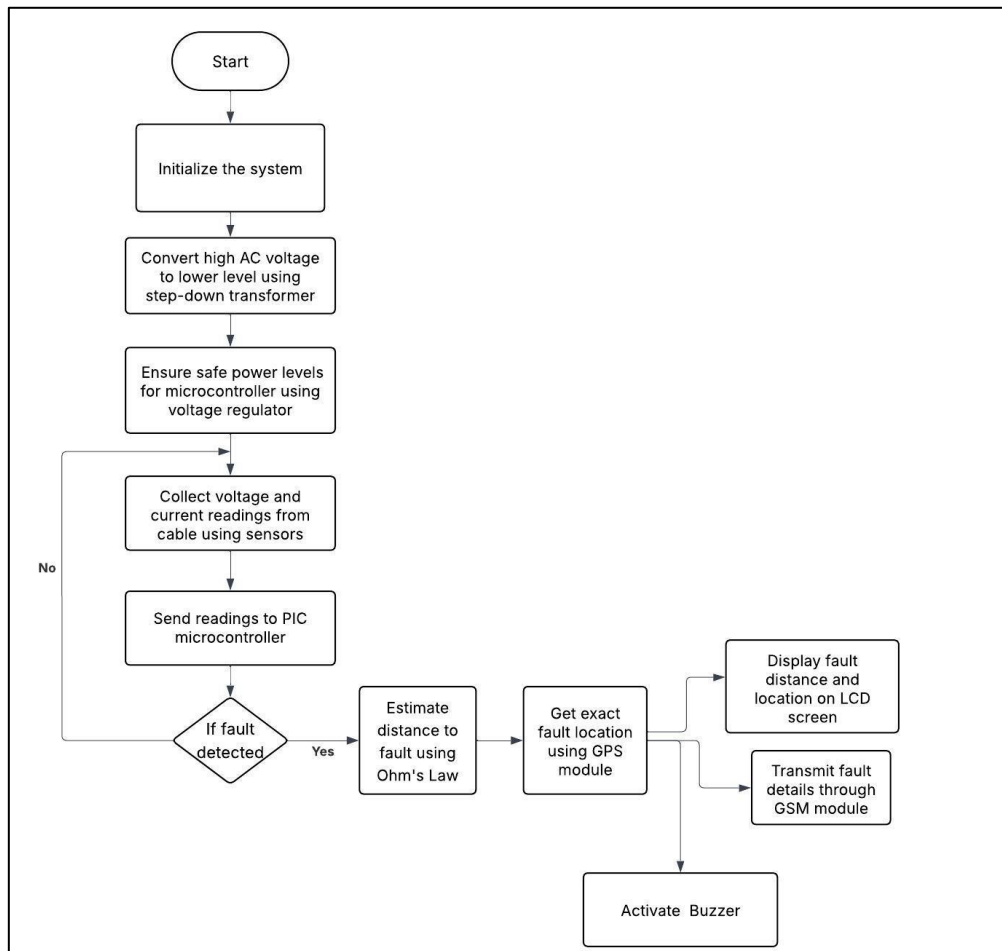 Start
Initialize the system
Convert high AC voltage
to lower level using
step-down transformer
Ensure safe power levels
for microcontroller using
voltage regulator
Collect voltage and
current readings from
cable using sensors
No
Send readings to PIC
microcontroller
If fault
detected
Yes
Estimate
distance to
fault using
Ohm's Law
Get exact
fault location
using GPS
module
Display fault
distance and
location on LCD
screen
Transmit fault
details through
GSM module
Activate Buzzer